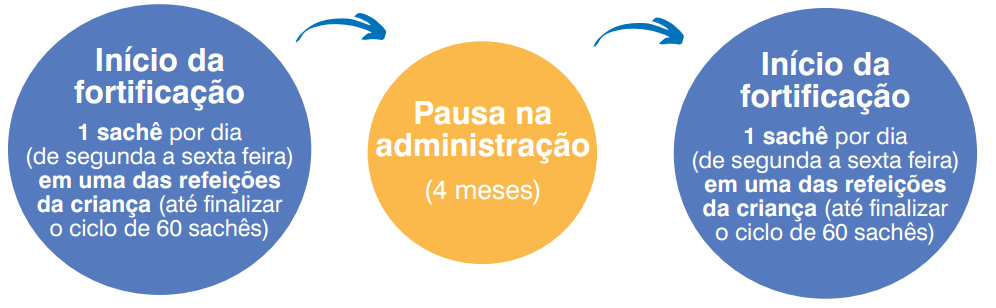 Início da
fortificação
1 sachê por dia
(de segunda a sexta feira)
em uma das refeições
da criança (até finalizar
o ciclo de 60 sachês)
Pausa na
administração
(4 meses)
Início da
fortificação
1 sachê por dia
(de segunda a sexta feira)
em uma das refeições
da criança (até finalizar
o ciclo de 60 sachês)